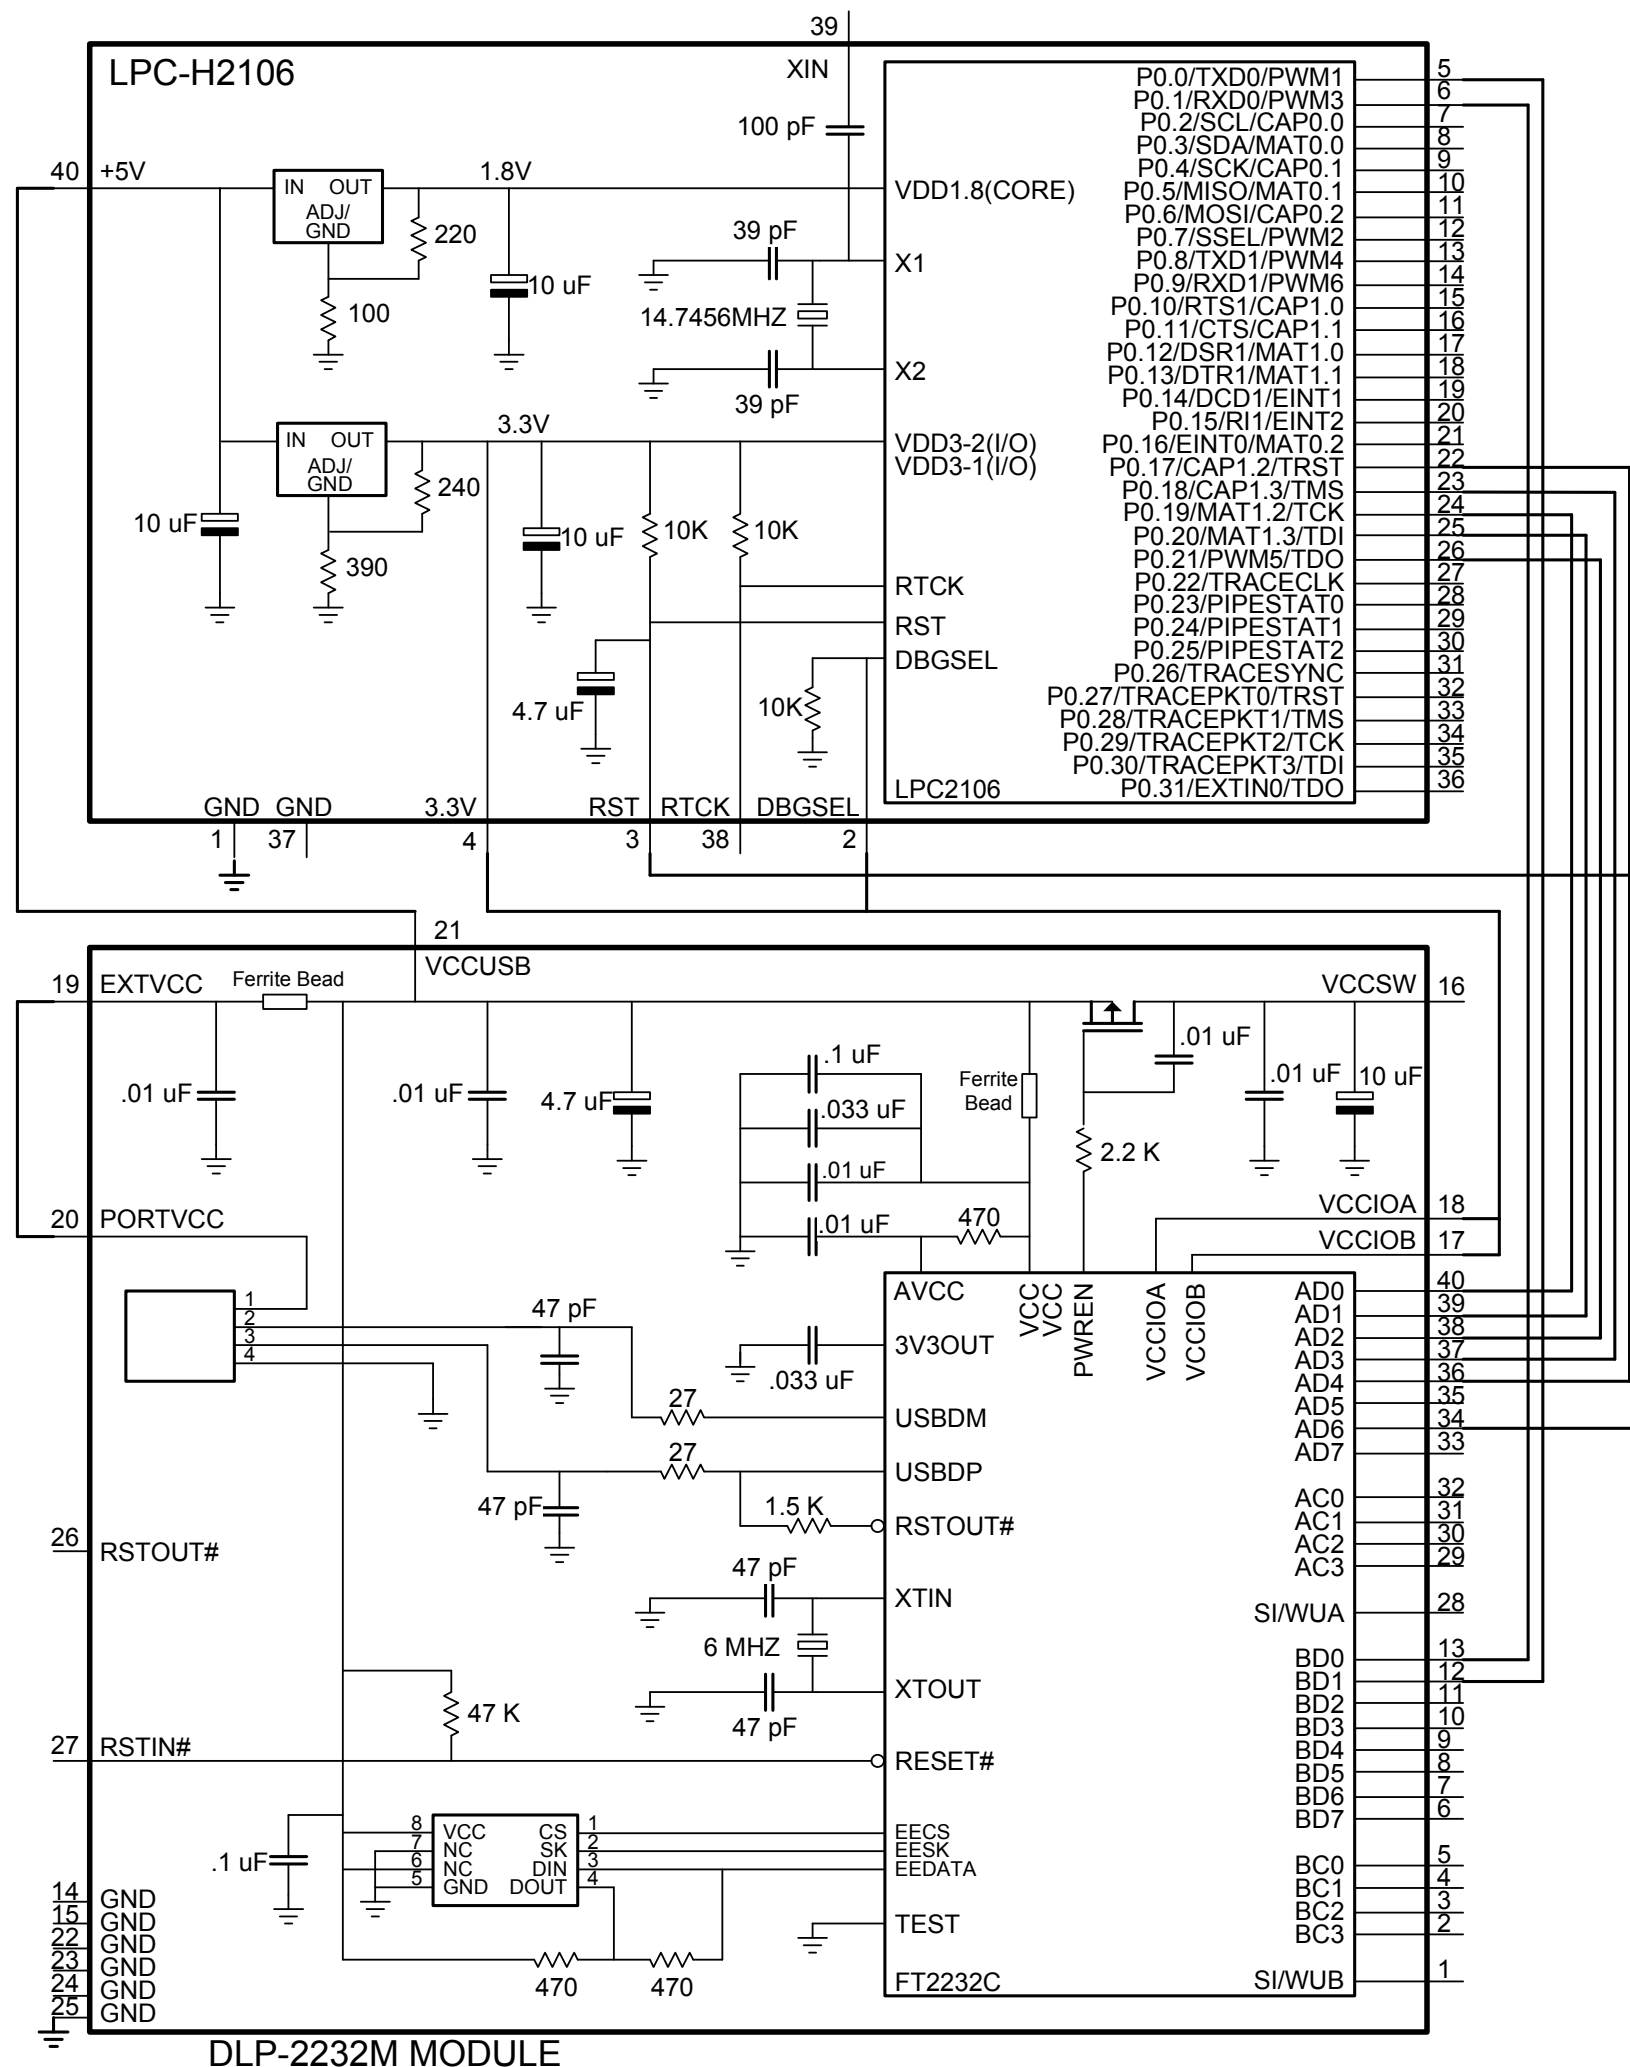 39
LPC-H2106
XIN
100 pF
40 +5V
IN OUT
ADJ/
GND
1.8V
220
100
10 uF
39 pF
14.7456MHZ
39 pF
IN OUT
ADJ/
GND
3.3V
240
390
10 uF
10 uF
10K
10K
4.7 uF
10K
VDD1.8(CORE)
X1
X2
VDD3-2(I/O)
VDD3-1(I/O)
RTCK
RST
DBGSEL
LPC2106
P0.0/TXD0/PWM1 5
P0.1/RXD0/PWM3 6
P0.2/SCL/CAP0.0 7
P0.3/SDA/MAT0.0 8
P0.4/SCK/CAP0.1 9
P0.5/MISO/MAT0.1 10
P0.6/MOSI/CAP0.2 11
P0.7/SSEL/PWM2 12
P0.8/TXD1/PWM4 13
P0.9/RXD1/PWM6 14
P0.10/RTS1/CAP1.0 15
P0.11/CTS/CAP1.1 16
P0.12/DSR1/MAT1.0 17
P0.13/DTR1/MAT1.1 18
P0.14/DCD1/EINT1 19
P0.15/RI1/EINT2 20
P0.16/EINT0/MAT0.2 21
P0.17/CAP1.2/TRST 22
P0.18/CAP1.3/TMS 23
P0.19/MAT1.2/TCK 24
P0.20/MAT1.3/TDI 25
P0.21/PWM5/TDO 26
P0.22/TRACECLK 27
P0.23/PIPESTAT0 28
P0.24/PIPESTAT1 29
P0.25/PIPESTAT2 30
P0.26/TRACESYNC 31
P0.27/TRACEPKT0/TRST 32
P0.28/TRACEPKT1/TMS 33
P0.29/TRACEPKT2/TCK 34
P0.30/TRACEPKT3/TDI 35
P0.31/EXTIN0/TDO 36
GND GND 3.3V RST RTCK DBGSEL
1 37 4 3 38 2
21
VCCUSB
19 EXTVCC
Ferrite Bead
VCCSW 16
.01 uF
.01 uF
4.7 uF
.1 uF
.033 uF
.01 uF
.01 uF
470
Ferrite
Bead
.01 uF
2.2 K
.01 uF
10 uF
20 PORTVCC
VCCIOA 18
VCCIOB 17
1
2
3
4
47 pF
.033 uF
27
27
47 pF
1.5 K
26
RSTOUT#
47 pF
6 MHZ
47 pF
47 K
27 RSTIN#
.1 uF
8 VCC CS 1
7 NC SK 2
6 NC DIN 3
5 GND DOUT 4
470
470
AVCC
VCC
VCC
PWREN
VCCIOA
VCCIOB
3V3OUT
USBDM
USBDP
RSTOUT#
XTIN
XTOUT
RESET#
EECS
EESK
EEDATA
TEST
FT2232C
AD0 40
AD1 39
AD2 38
AD3 37
AD4 36
AD5 35
AD6 34
AD7 33
AC0 32
AC1 31
AC2 30
AC3 29
SI/WUA 28
BD0 13
BD1 12
BD2 11
BD3 10
BD4 9
BD5 8
BD6 7
BD7 6
BC0 5
BC1 4
BC2 3
BC3 2
SI/WUB 1
14 GND
15 GND
22 GND
23 GND
24 GND
25 GND
DLP-2232M MODULE